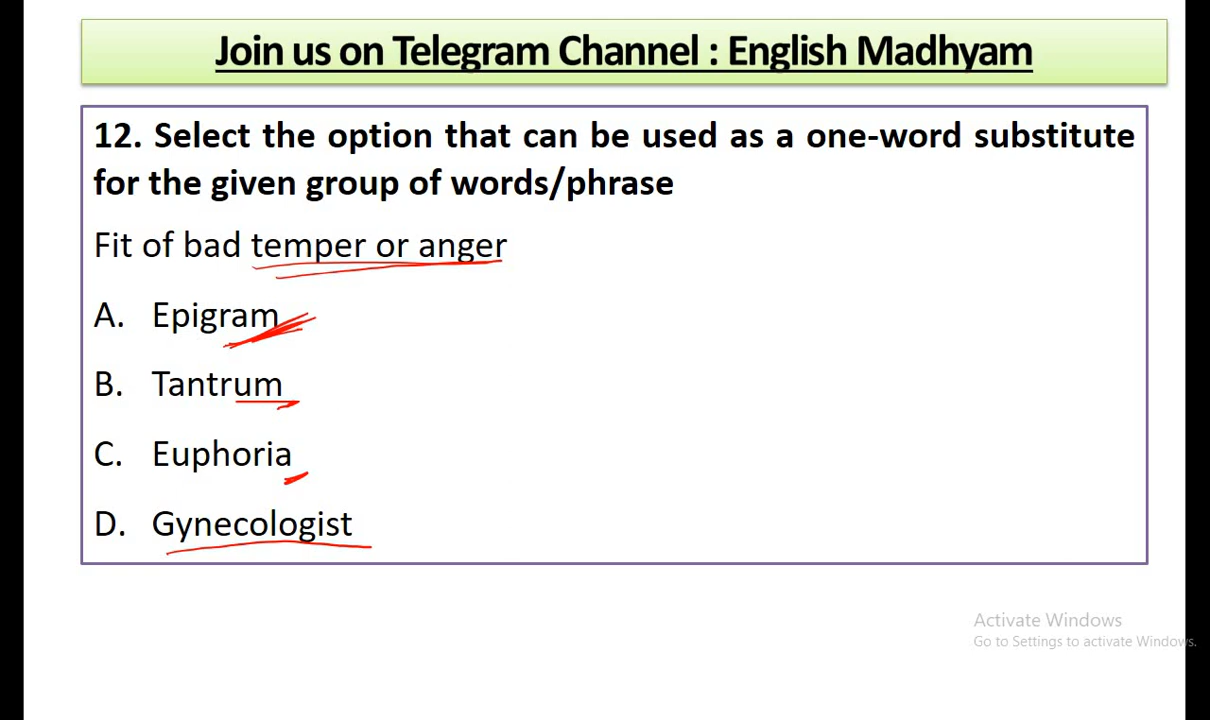 Join us on Telegram Channel : English Madhyam
12. Select the option that can be used as a one-word substitute
for the given group of words/phrase
Fit of bad temper or anger
A. Epigram
B. Tantrum
C. Euphoria
D. Gynecologist
Activate Windows
Go to Settings to activate Windows.